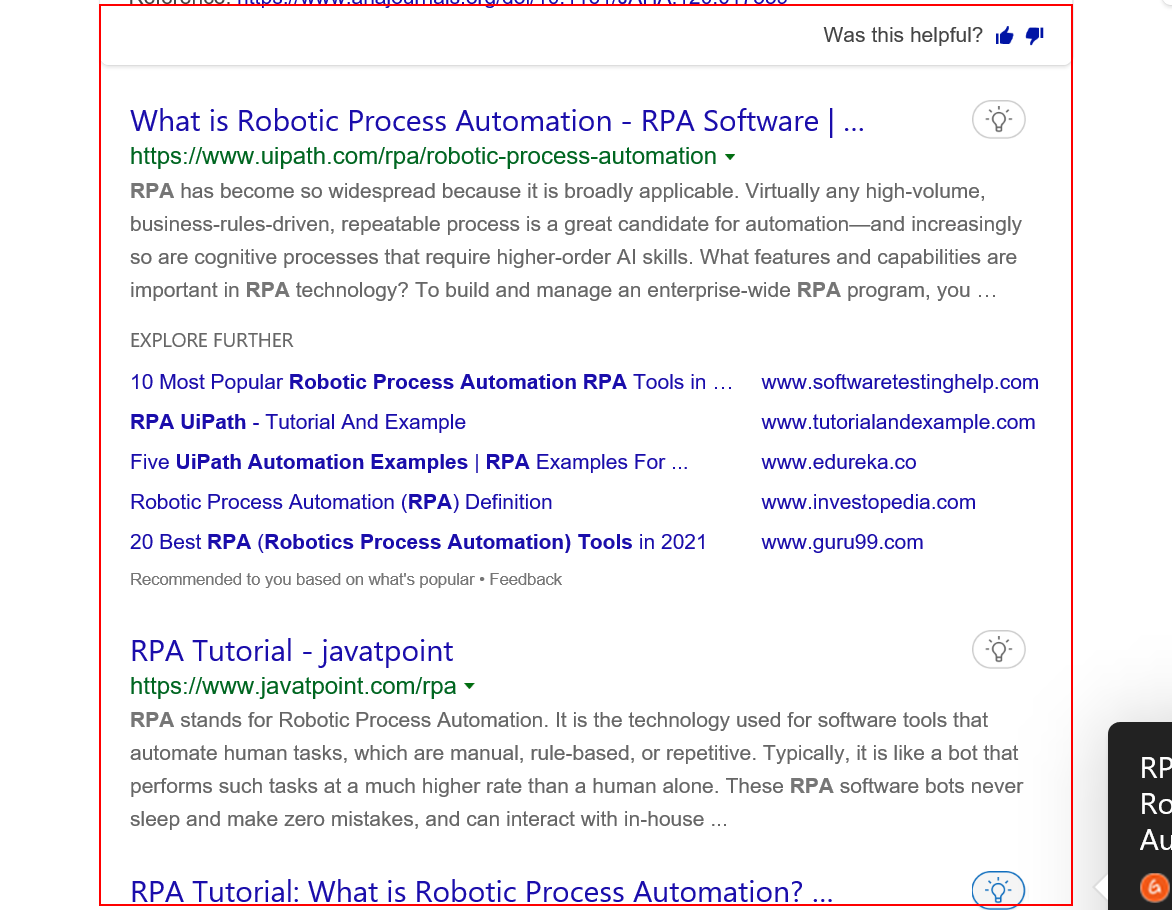 Was this helpful?
What is Robotic Process Automation - RPA Software | ...
https://www.uipath.com/rpa/robotic-process-automation
RPA has become so widespread because it is broadly applicable. Virtually any high-volume,
business-rules-driven, repeatable process is a great candidate for automation—and increasingly
so are cognitive processes that require higher-order AI skills. What features and capabilities are
important in RPA technology? To build and manage an enterprise-wide RPA program, you …
EXPLORE FURTHER
10 Most Popular Robotic Process Automation RPA Tools in … www.softwaretestinghelp.com
RPA UiPath - Tutorial And Example www.tutorialandexample.com
Five UiPath Automation Examples | RPA Examples For ... www.edureka.co
Robotic Process Automation (RPA) Definition www.investopedia.com
20 Best RPA (Robotics Process Automation) Tools in 2021 www.guru99.com
Recommended to you based on what's popular • Feedback
RPA Tutorial - javatpoint
https://www.javatpoint.com/rpa
RPA stands for Robotic Process Automation. It is the technology used for software tools that
automate human tasks, which are manual, rule-based, or repetitive. Typically, it is like a bot that
performs such tasks at a much higher rate than a human alone. These RPA software bots never
sleep and make zero mistakes, and can interact with in-house ...
RP
Ro
Au
RPA Tutorial: What is Robotic Process Automation? ...